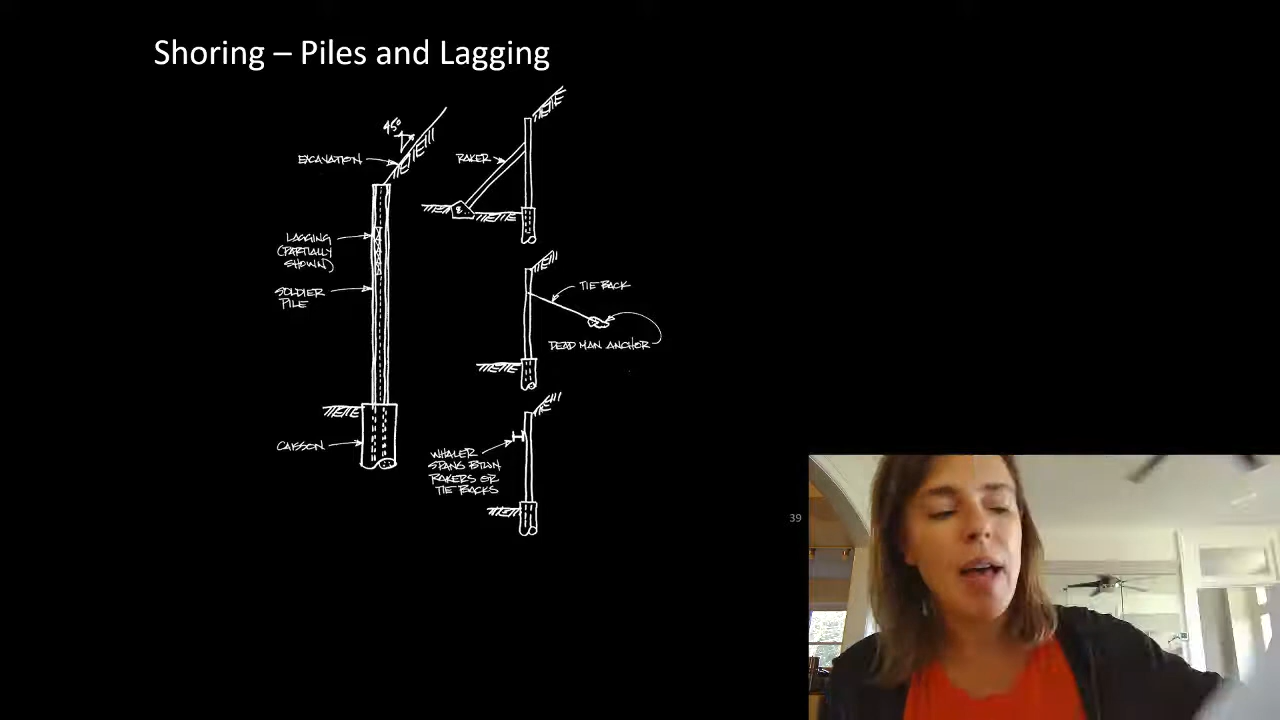 Shoring – Piles and Lagging
45°
EXCAVATION
LAGGING
(PARTIALLY
SHOWN)
SOLDIER
PILE
CAISSON
RAKER
TIE BACK
DEAD MAN ANCHOR
WHALER
SPANS BTWN
RAKERS OR
TIE BACKS
39